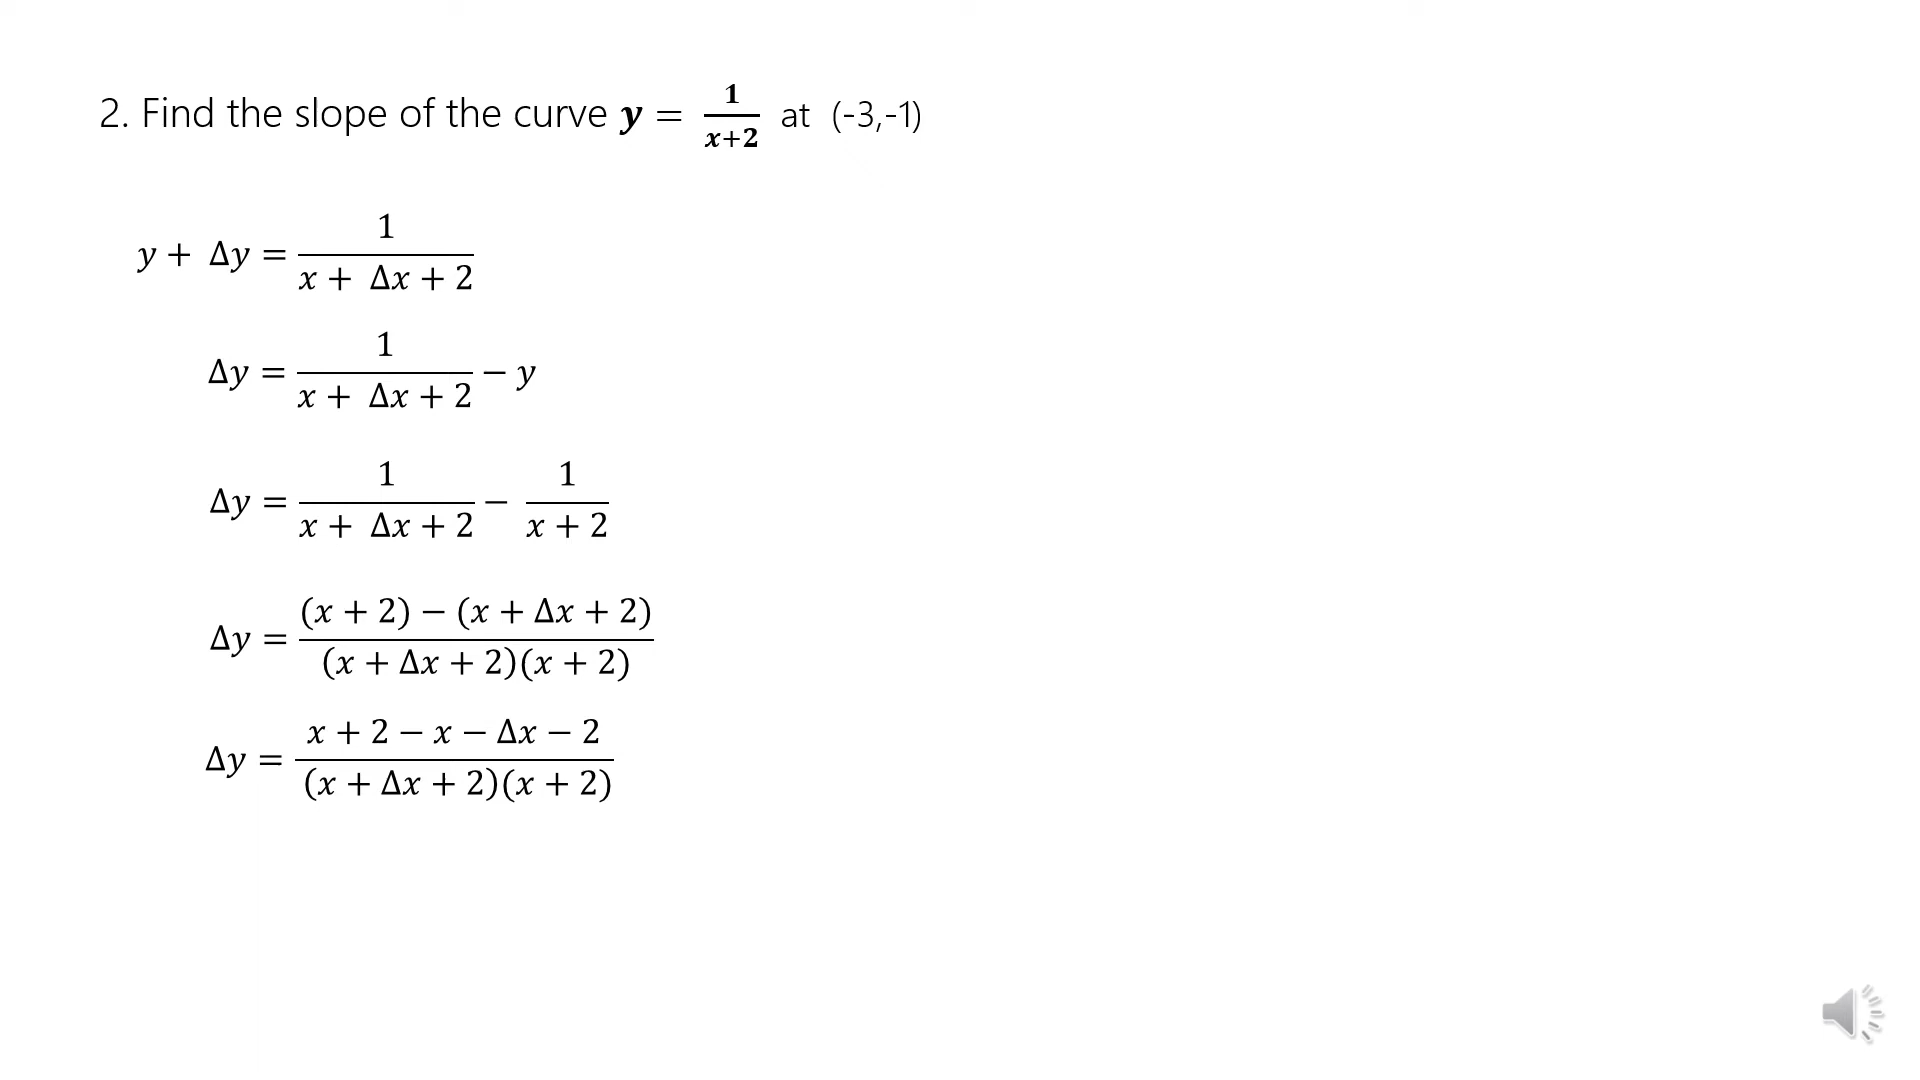 2. Find the slope of the curve y = 1/(x+2) at (-3,-1)
y + Δy = 1/(x + Δx + 2)
Δy = 1/(x + Δx + 2) − y
Δy = 1/(x + Δx + 2) − 1/(x + 2)
Δy = ((x + 2) − (x + Δx + 2))/((x + Δx + 2)(x + 2))
Δy = (x + 2 − x − Δx − 2)/((x + Δx + 2)(x + 2))